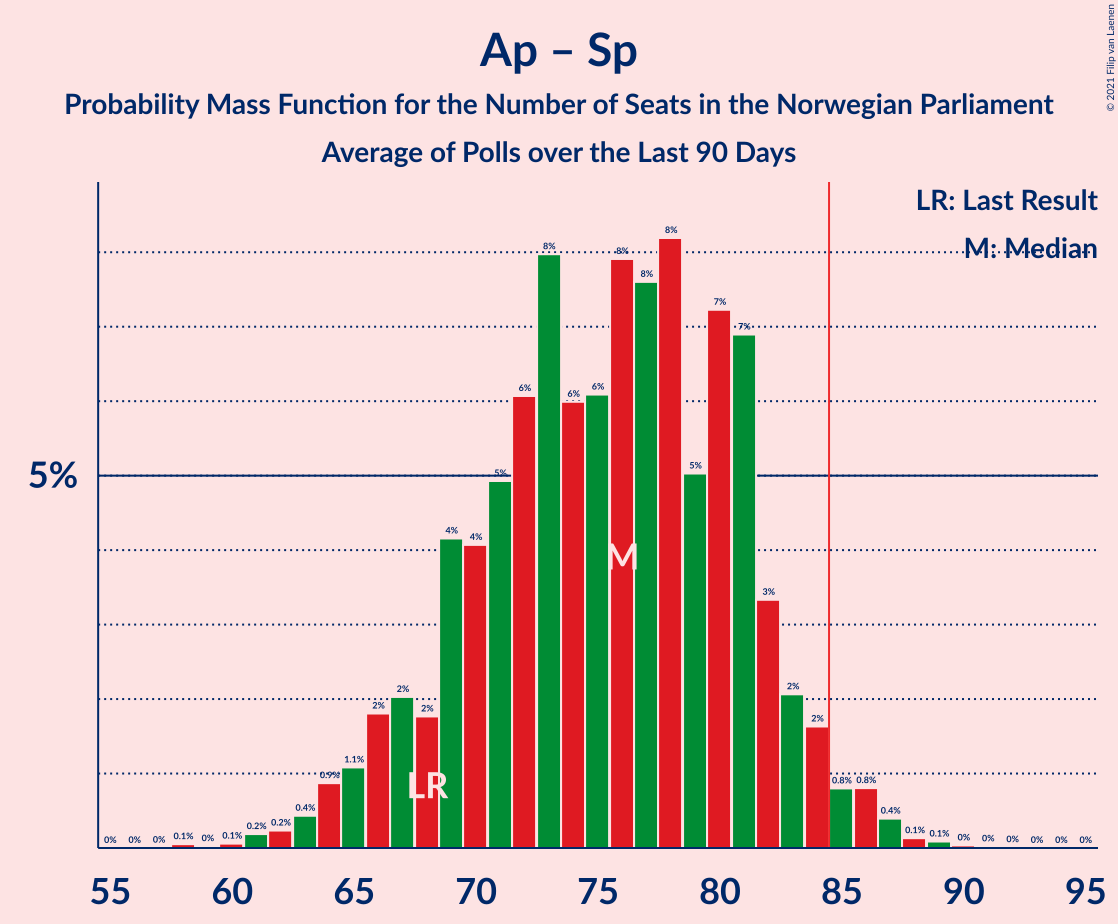 Ap – Sp
Probability Mass Function for the Number of Seats in the Norwegian Parliament
Average of Polls over the Last 90 Days
© 2021 Filip van Laenen
LR: Last Result
M: Median
5%
0% 0% 0% 0.1% 0% 0.1% 0.2% 0.2% 0.4% 0.9% 1.1% 2% 2% 2% 4% 4% 5% 6% 8% 6% 6% 8% 8% 8% 5% 7% 7% 3% 2% 2% 0.8% 0.8% 0.4% 0.1% 0.1% 0% 0% 0% 0% 0% 0%
M
LR
55 60 65 70 75 80 85 90 95